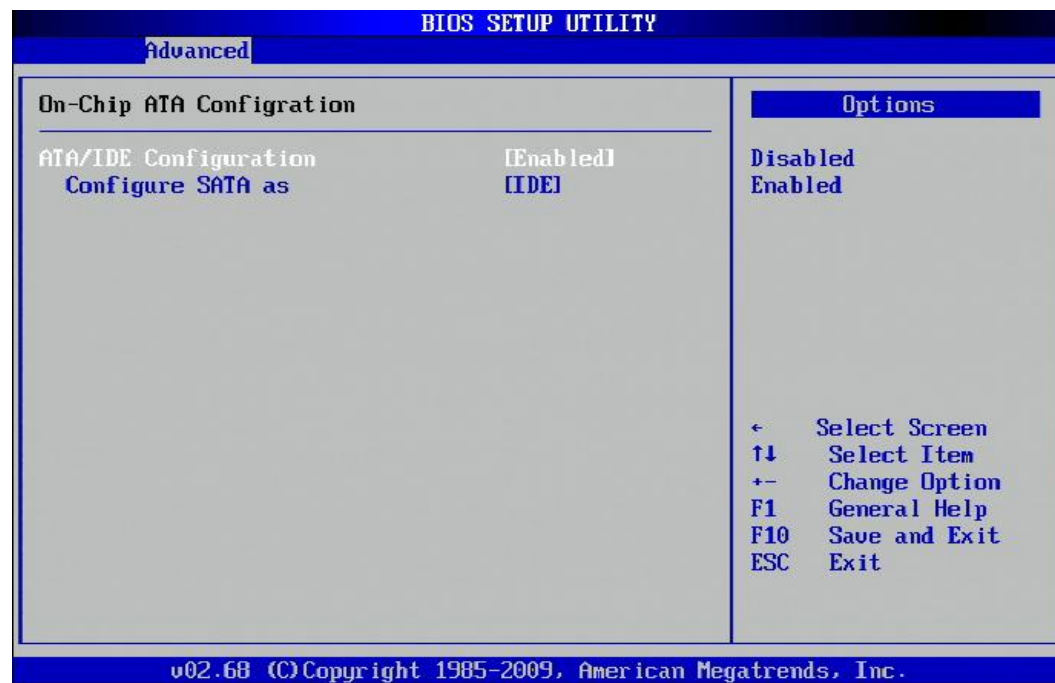 BIOS SETUP UTILITY
Advanced
On-Chip ATA Configration
ATA/IDE Configuration [Enabled]
Configure SATA as [IDE]
Options
Disabled
Enabled
← Select Screen
↑↓ Select Item
+- Change Option
F1 General Help
F10 Save and Exit
ESC Exit
v02.68 (C)Copyright 1985-2009, American Megatrends, Inc.